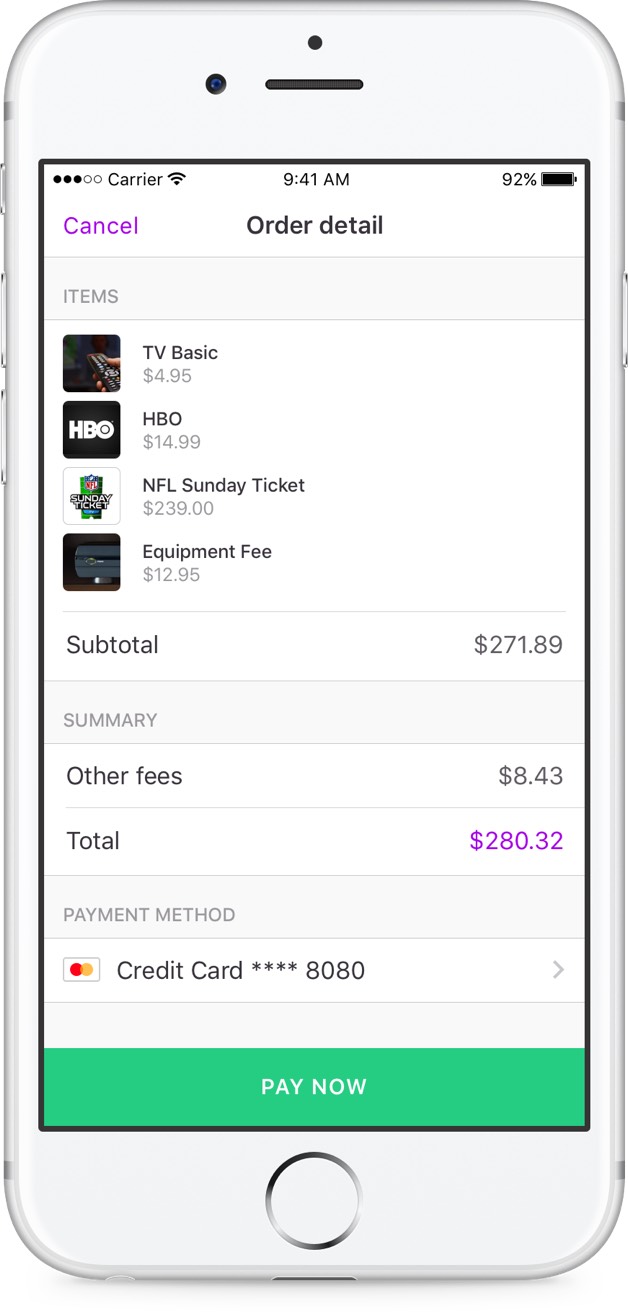 Carrier 9:41 AM 92%
Cancel Order detail
ITEMS
TV Basic
$4.95
HBO
HBO
$14.99
NFL
SUNDAY
TICKET
NFL Sunday Ticket
$239.00
Equipment Fee
$12.95
Subtotal $271.89
SUMMARY
Other fees $8.43
Total $280.32
PAYMENT METHOD
Credit Card **** 8080
PAY NOW